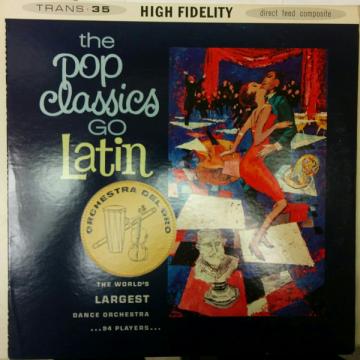 TRANS-35
HIGH FIDELITY
direct feed composite
the
pop
classics
GO
Latin
ORCHESTRA DEL ORO
THE WORLD'S
LARGEST
DANCE ORCHESTRA
...94 PLAYERS...